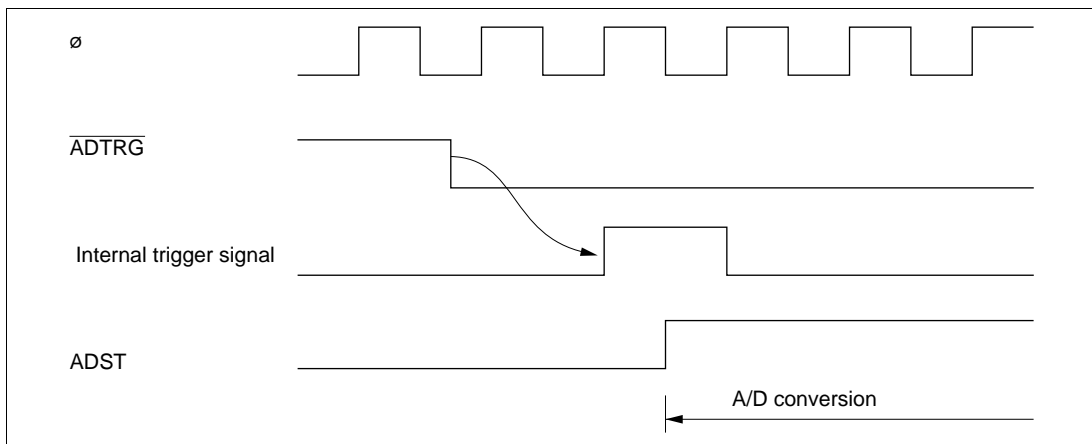 ø
ADTRG
Internal trigger signal
ADST
A/D conversion